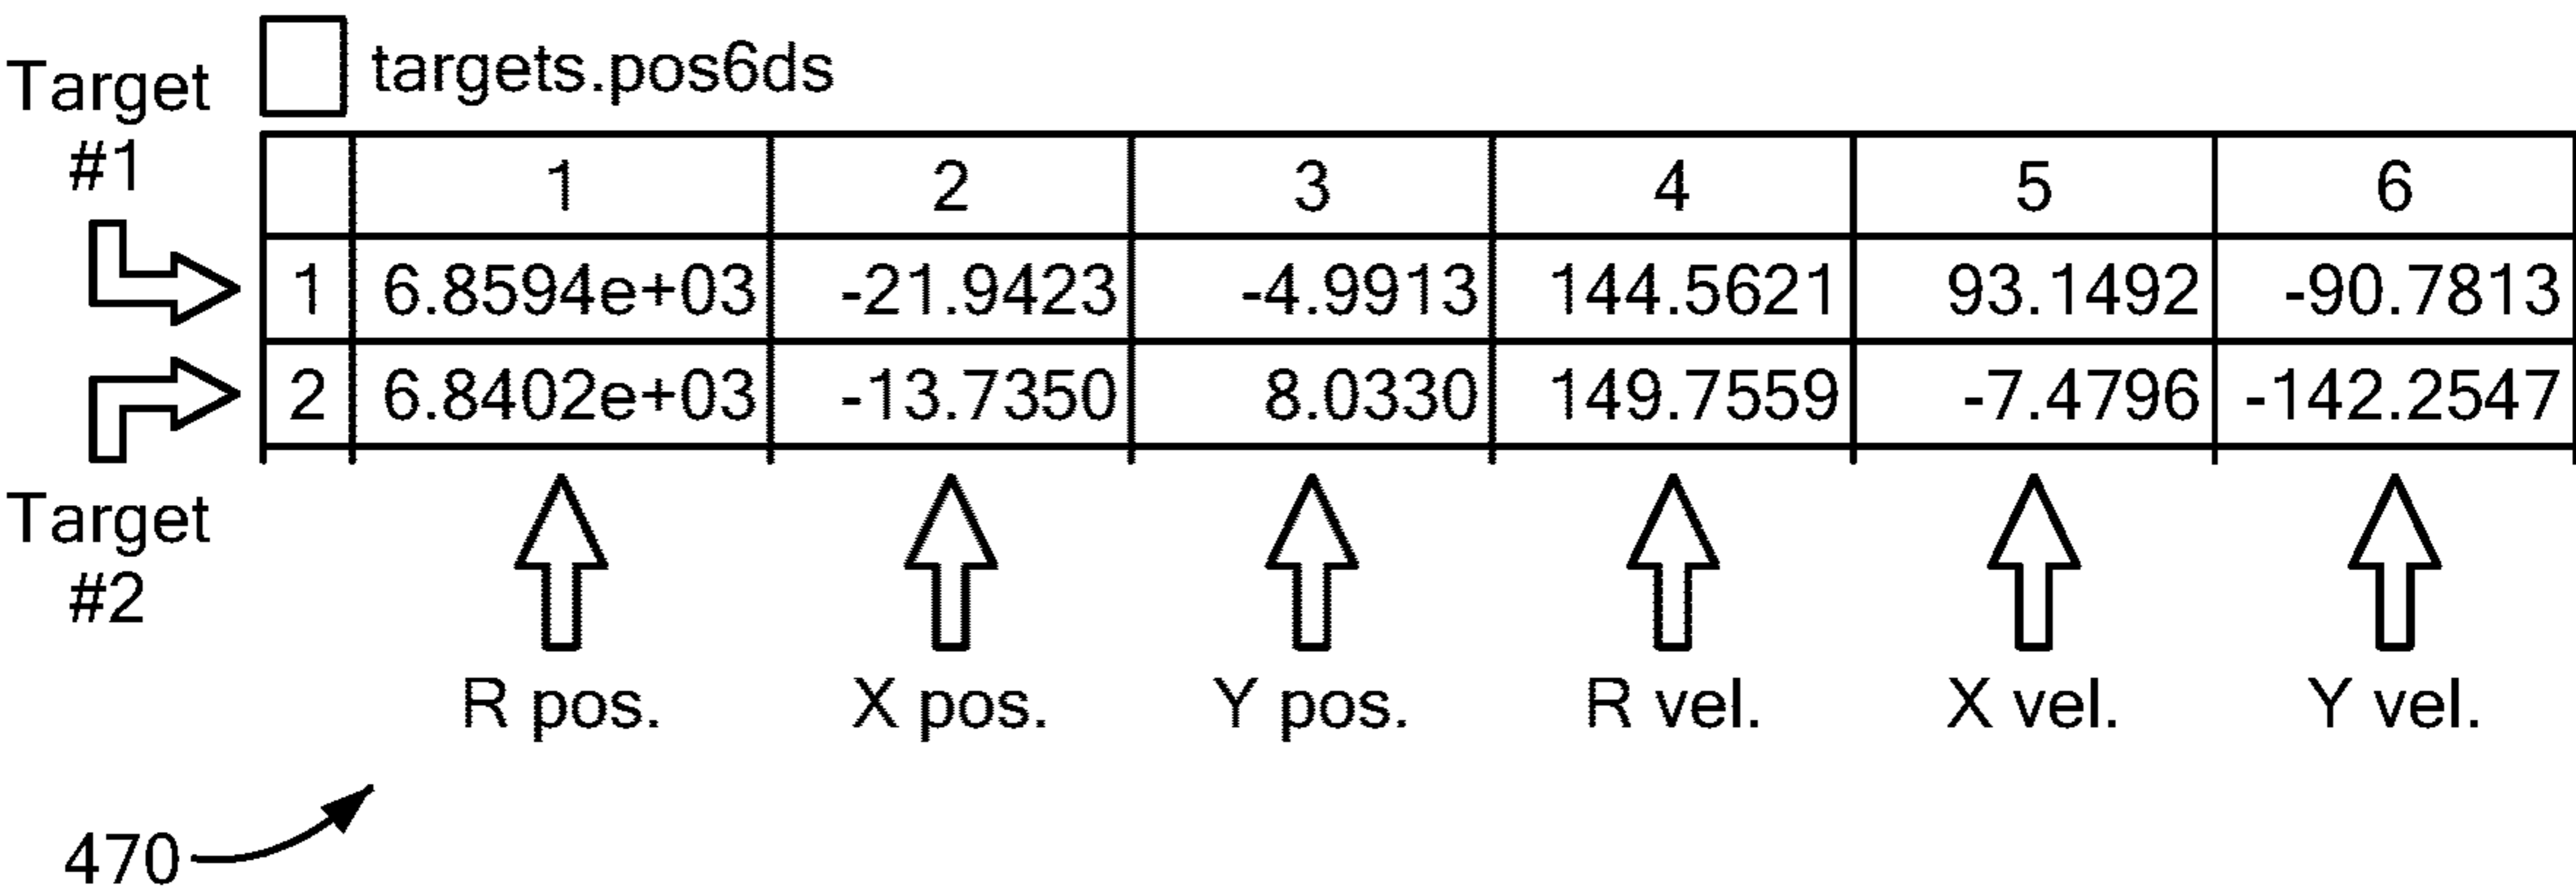 Target
#1
targets.pos6ds
1 2 3 4 5 6
1 6.8594e+03 -21.9423 -4.9913 144.5621 93.1492 -90.7813
2 6.8402e+03 -13.7350 8.0330 149.7559 -7.4796 -142.2547
Target
#2
R pos. X pos. Y pos. R vel. X vel. Y vel.
470